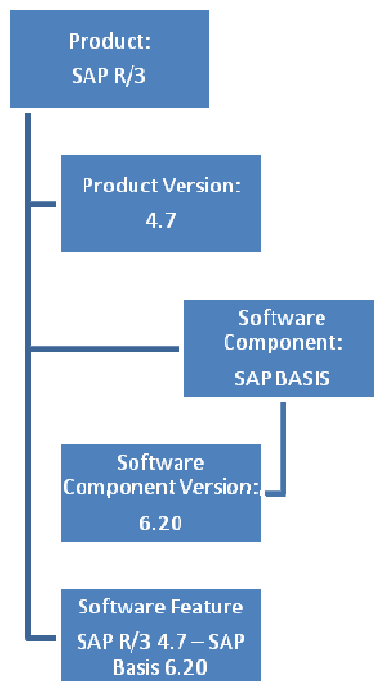 Product:
SAP R/3
Product Version:
4.7
Software
Component:
SAP BASIS
Software
Component Version:
6.20
Software Feature
SAP R/3 4.7 – SAP
Basis 6.20